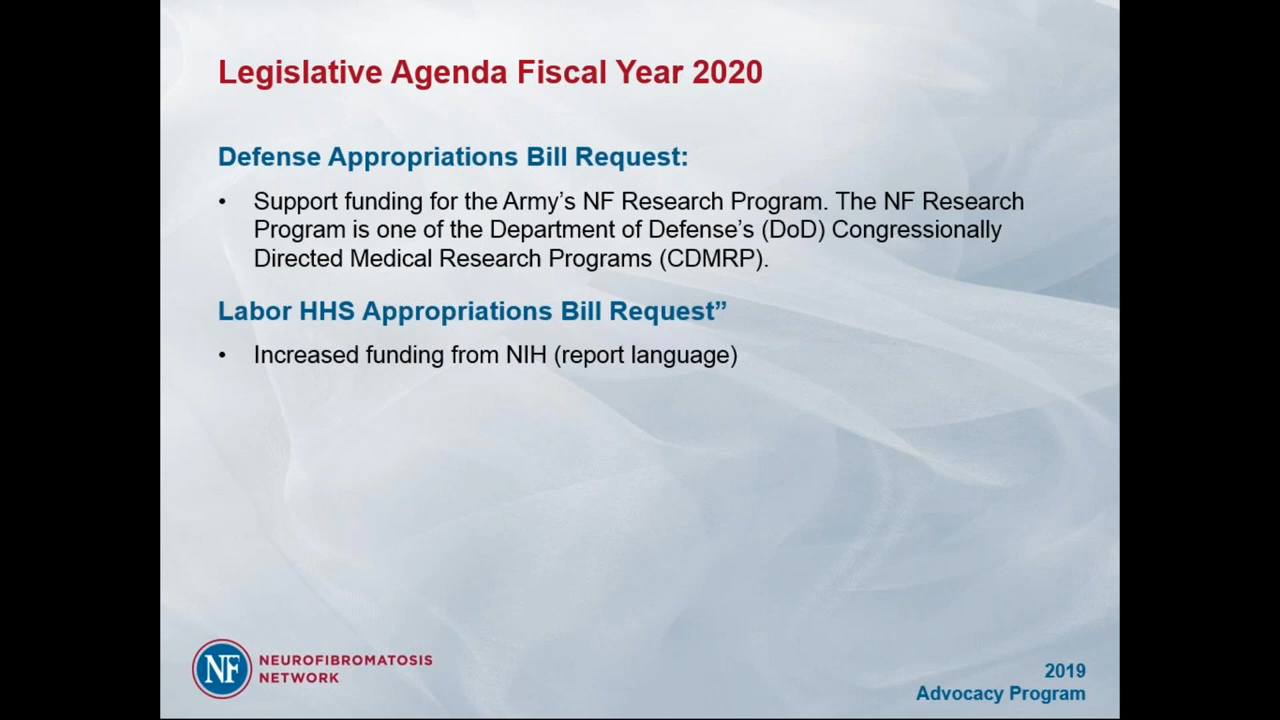 Legislative Agenda Fiscal Year 2020
Defense Appropriations Bill Request:
• Support funding for the Army’s NF Research Program. The NF Research
Program is one of the Department of Defense’s (DoD) Congressionally
Directed Medical Research Programs (CDMRP).
Labor HHS Appropriations Bill Request”
• Increased funding from NIH (report language)
NF
NEUROFIBROMATOSIS
NETWORK
2019
Advocacy Program